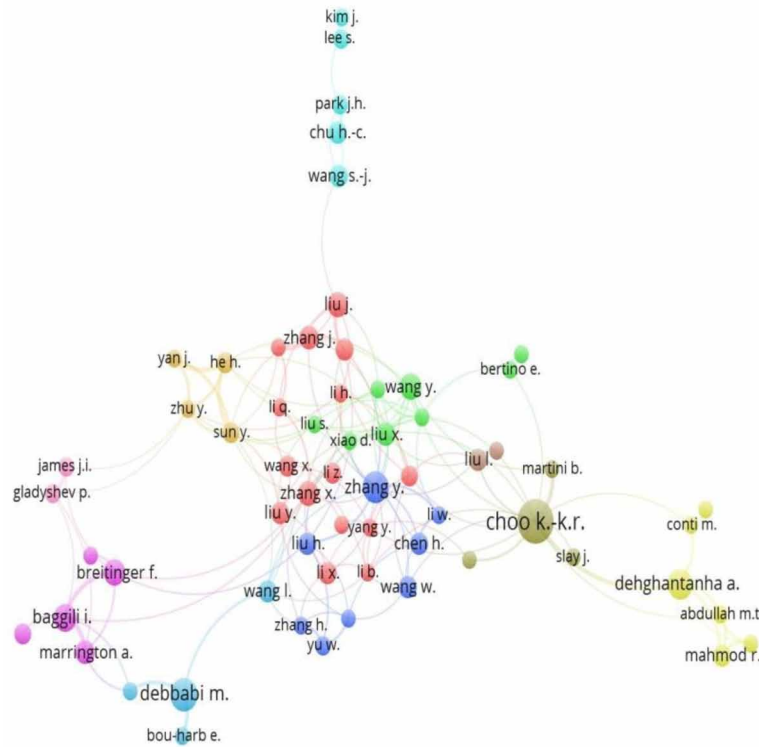 kim j.
lee s.
park j.h.
chu h.-c.
wang s.-j.
liu j.
zhang j.
yan j.
he h.
bertino e.
li h.
wang y.
zhu y.
li q.
liu s.
sun y.
xiao d.
liu x.
james j.i.
wang x.
li z.
liu l.
martini b.
gladyshev p.
zhang x.
zhang y.
liu y.
li w.
choo k.-k.r.
conti m.
yang y.
liu h.
chen h.
slay j.
breitinger f.
li x.
li b.
wang l.
wang w.
dehghantanha a.
baggili i.
zhang h.
abdullah m.t
marrington a.
yu w.
mahmod r.
debbabi m.
bou-harb e.